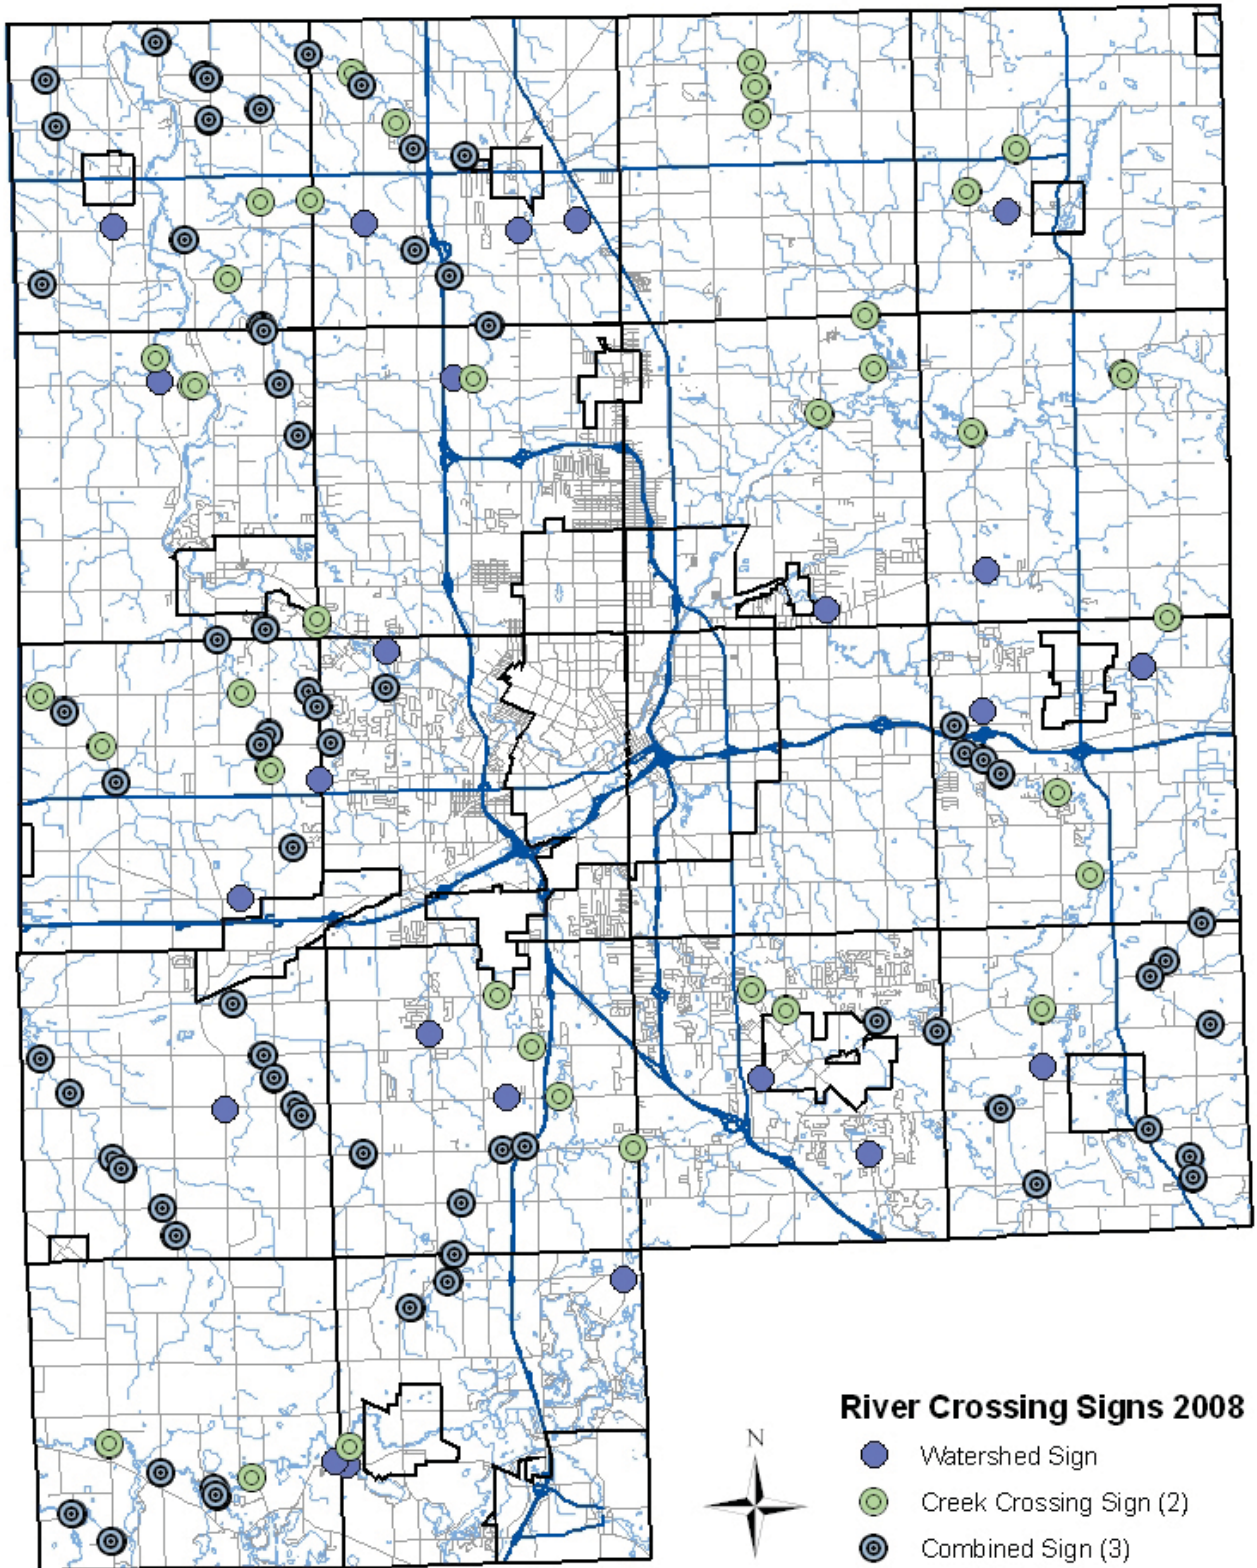 River Crossing Signs 2008
N
Watershed Sign
Creek Crossing Sign (2)
Combined Sign (3)